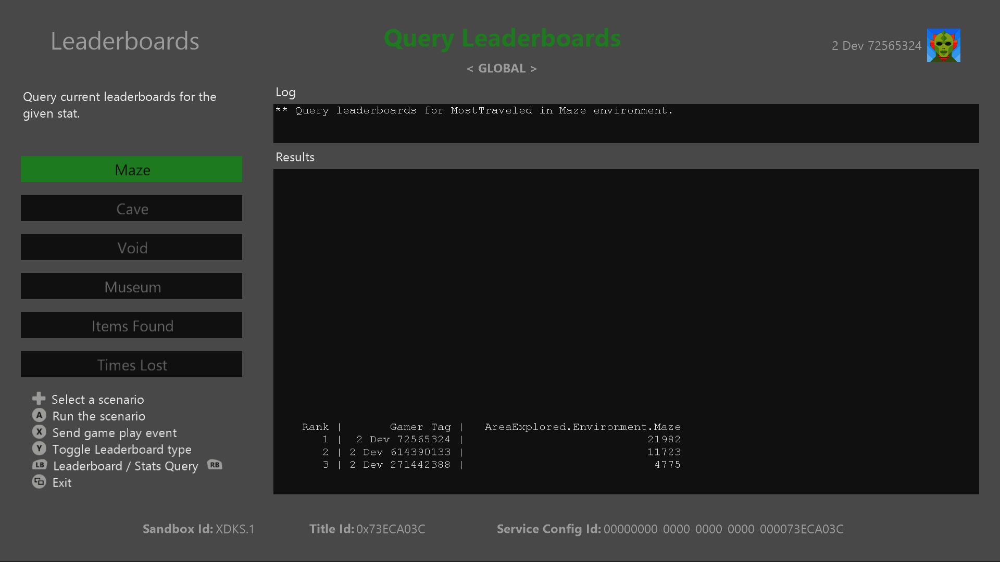 Leaderboards
Query Leaderboards
< GLOBAL >
2 Dev 72565324
Query current leaderboards for the
given stat.
Maze
Cave
Void
Museum
Items Found
Times Lost
Select a scenario
A Run the scenario
X Send game play event
Y Toggle Leaderboard type
LB Leaderboard / Stats Query RB
Exit
Log
** Query leaderboards for MostTraveled in Maze environment.
Results
Rank | Gamer Tag | AreaExplored.Environment.Maze
1 | 2 Dev 72565324 | 21982
2 | 2 Dev 614390133 | 11723
3 | 2 Dev 271442388 | 4775
Sandbox Id: XDKS.1
Title Id: 0x73ECA03C
Service Config Id: 00000000-0000-0000-0000-000073ECA03C